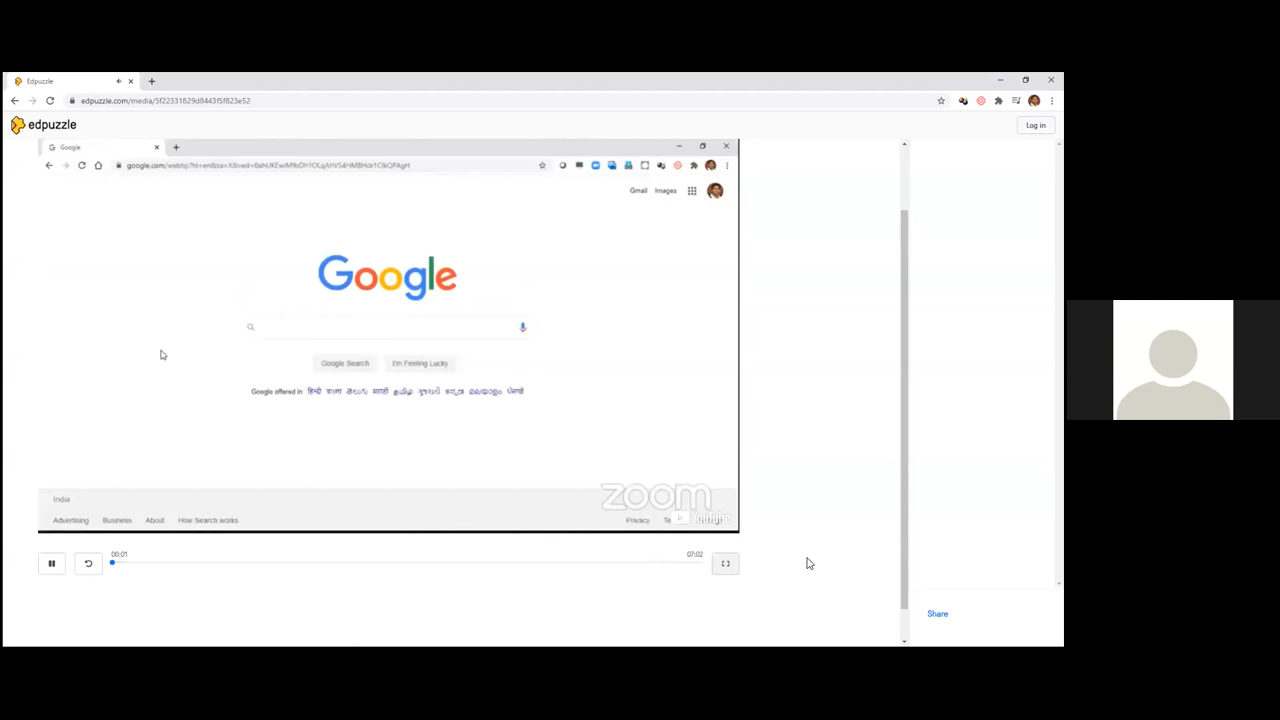 Edpuzzle
edpuzzle.com/media/5f22331829d8443f5f823e52
edpuzzle
Log in
Google
Gmail Images
Google
Google Search I'm Feeling Lucky
Google offered in: हिन्दी বাংলা తెలుగు मराठी தமிழ் ગુજરાતી ಕನ್ನಡ മലയാളം ਪੰਜਾਬੀ
India
zoom
Advertising Business About How Search works Privacy
YouTube
00:01 07:02
Share